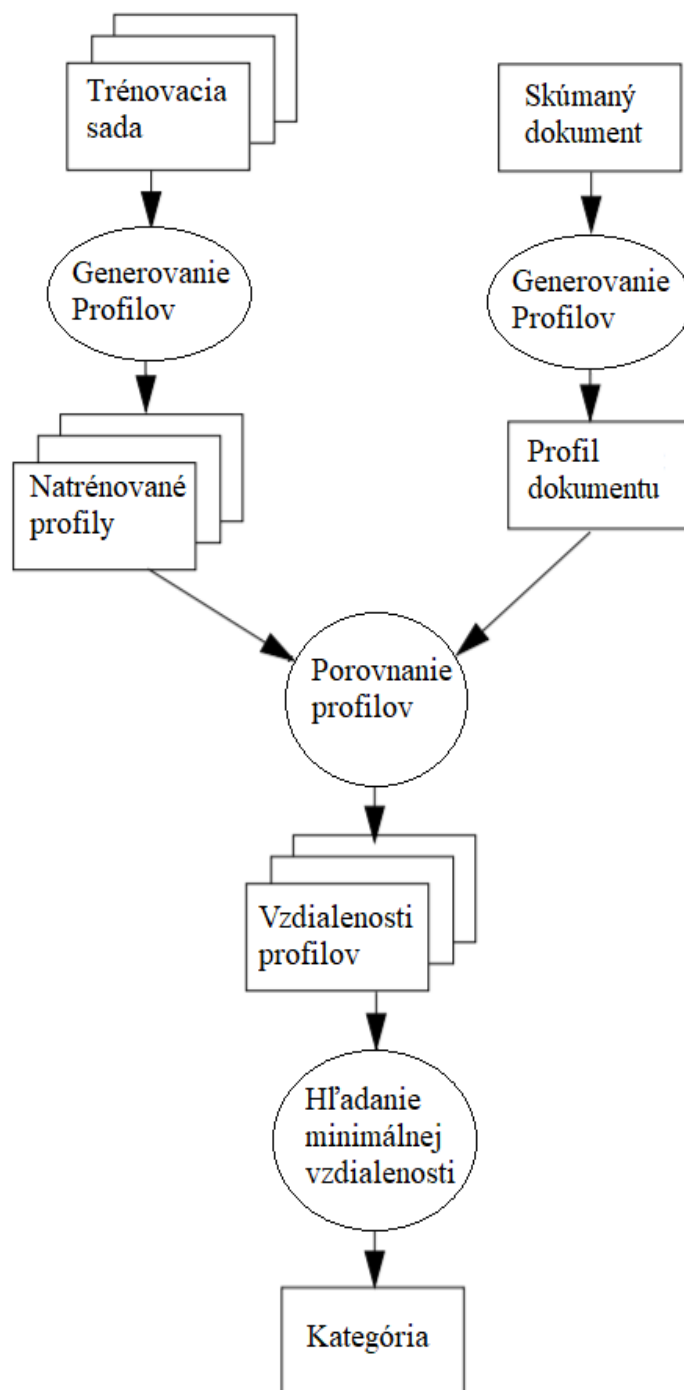 Trénovacia
sada
Skúmaný
dokument
Generovanie
Profilov
Generovanie
Profilov
Natrénované
profily
Profil
dokumentu
Porovnanie
profilov
Vzdialenosti
profilov
Hľadanie
minimálnej
vzdialenosti
Kategória